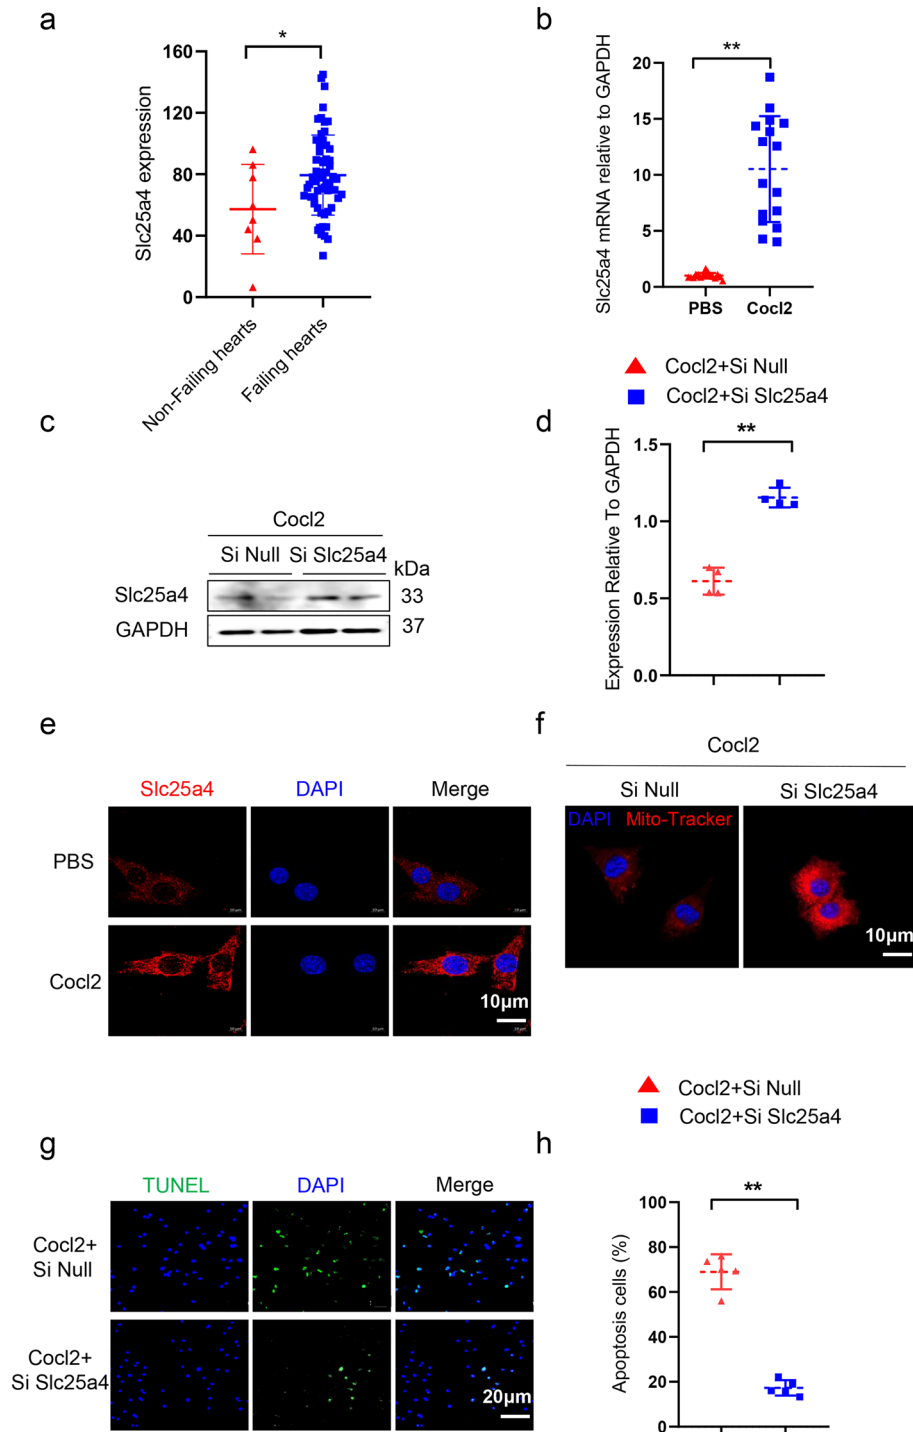 a
*
160
120
80
40
0
Slc25a4 expression
Non-Failing hearts
Failing hearts
b
**
20
15
10
5
0
Slc25a4 mRNA relative to GAPDH
PBS Cocl2
Cocl2+Si Null
Cocl2+Si Slc25a4
c
Cocl2
Si Null Si Slc25a4
kDa
Slc25a4 33
GAPDH 37
d
**
1.5
1.0
0.5
0.0
Expression Relative To GAPDH
e
Slc25a4 DAPI Merge
PBS
Cocl2
10μm
f
Cocl2
Si Null Si Slc25a4
DAPI Mito-Tracker
10μm
g
TUNEL DAPI Merge
Cocl2+
Si Null
Cocl2+
Si Slc25a4
20μm
Cocl2+Si Null
Cocl2+Si Slc25a4
h
**
100
80
60
40
20
0
Apoptosis cells (%)